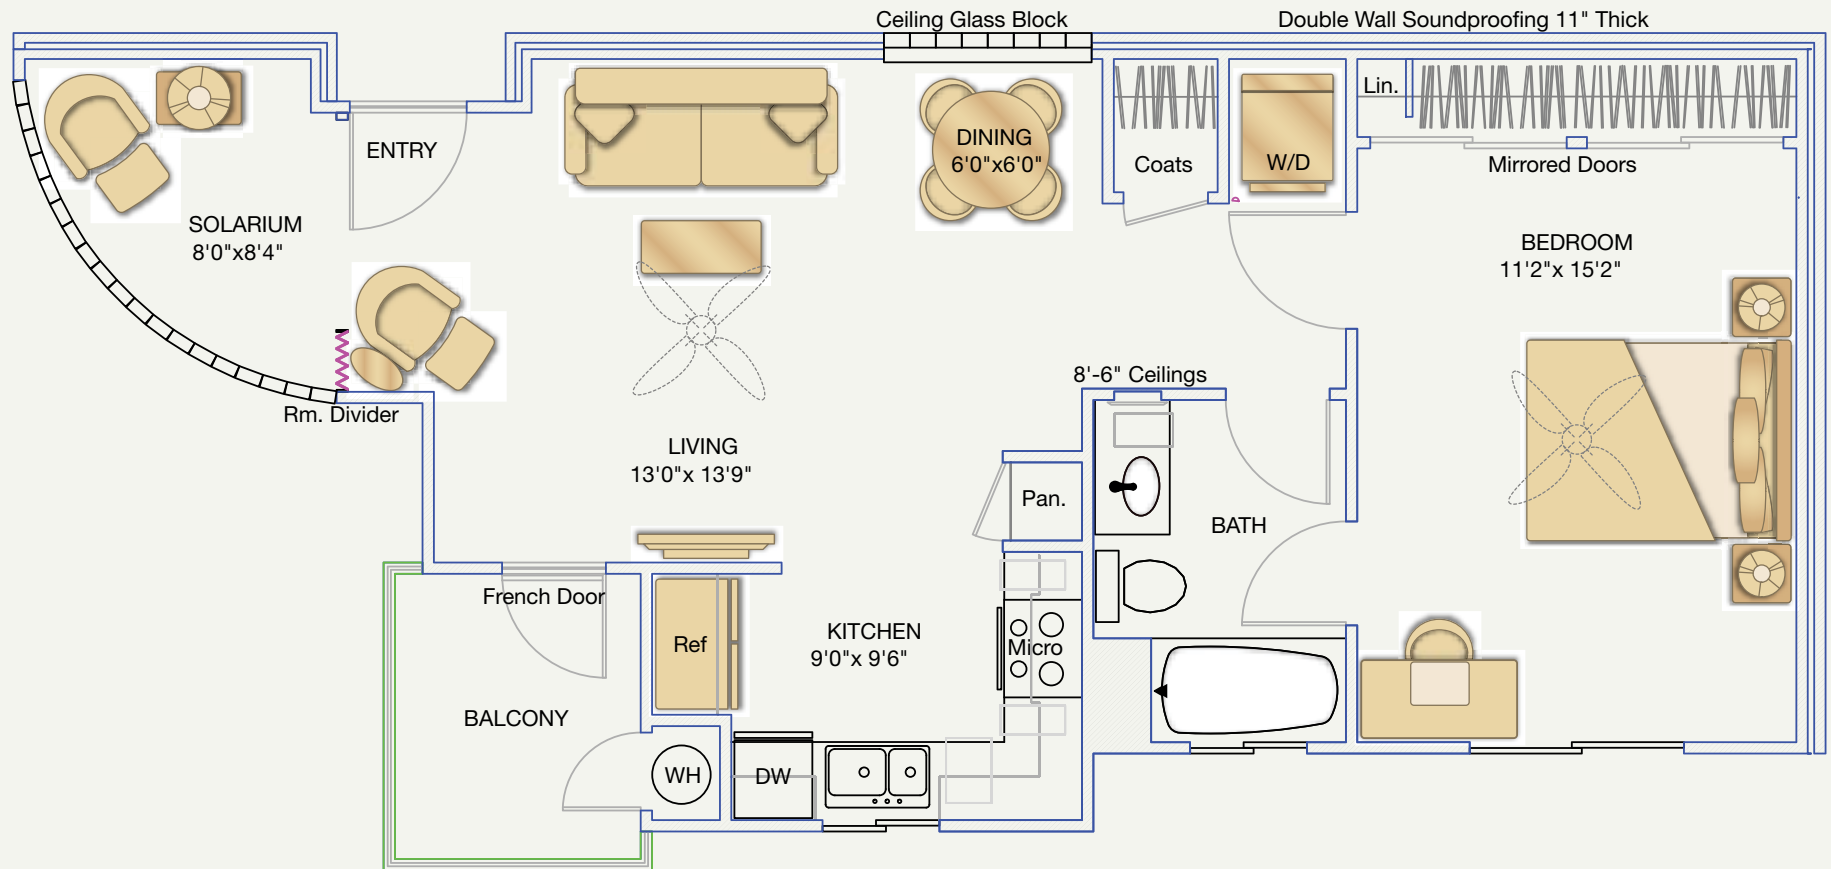 Ceiling Glass Block
Double Wall Soundproofing 11" Thick
Lin.
ENTRY
DINING
6'0"x6'0"
Coats
W/D
Mirrored Doors
SOLARIUM
8'0"x8'4"
BEDROOM
11'2"x 15'2"
8'-6" Ceilings
Rm. Divider
LIVING
13'0"x 13'9"
Pan.
BATH
French Door
Ref
KITCHEN
9'0"x 9'6"
Micro
BALCONY
WH
DW